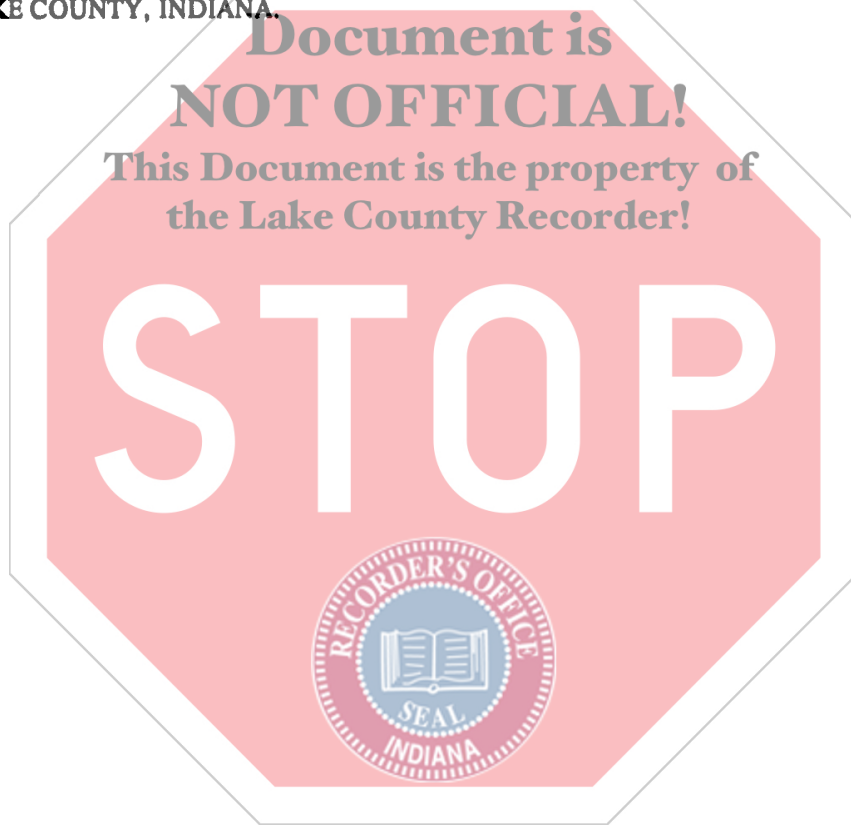 KE COUNTY, INDIANA.
Document is
NOT OFFICIAL!
This Document is the property of
the Lake County Recorder!
STOP
RECORDER'S OFFICE
SEAL
INDIANA